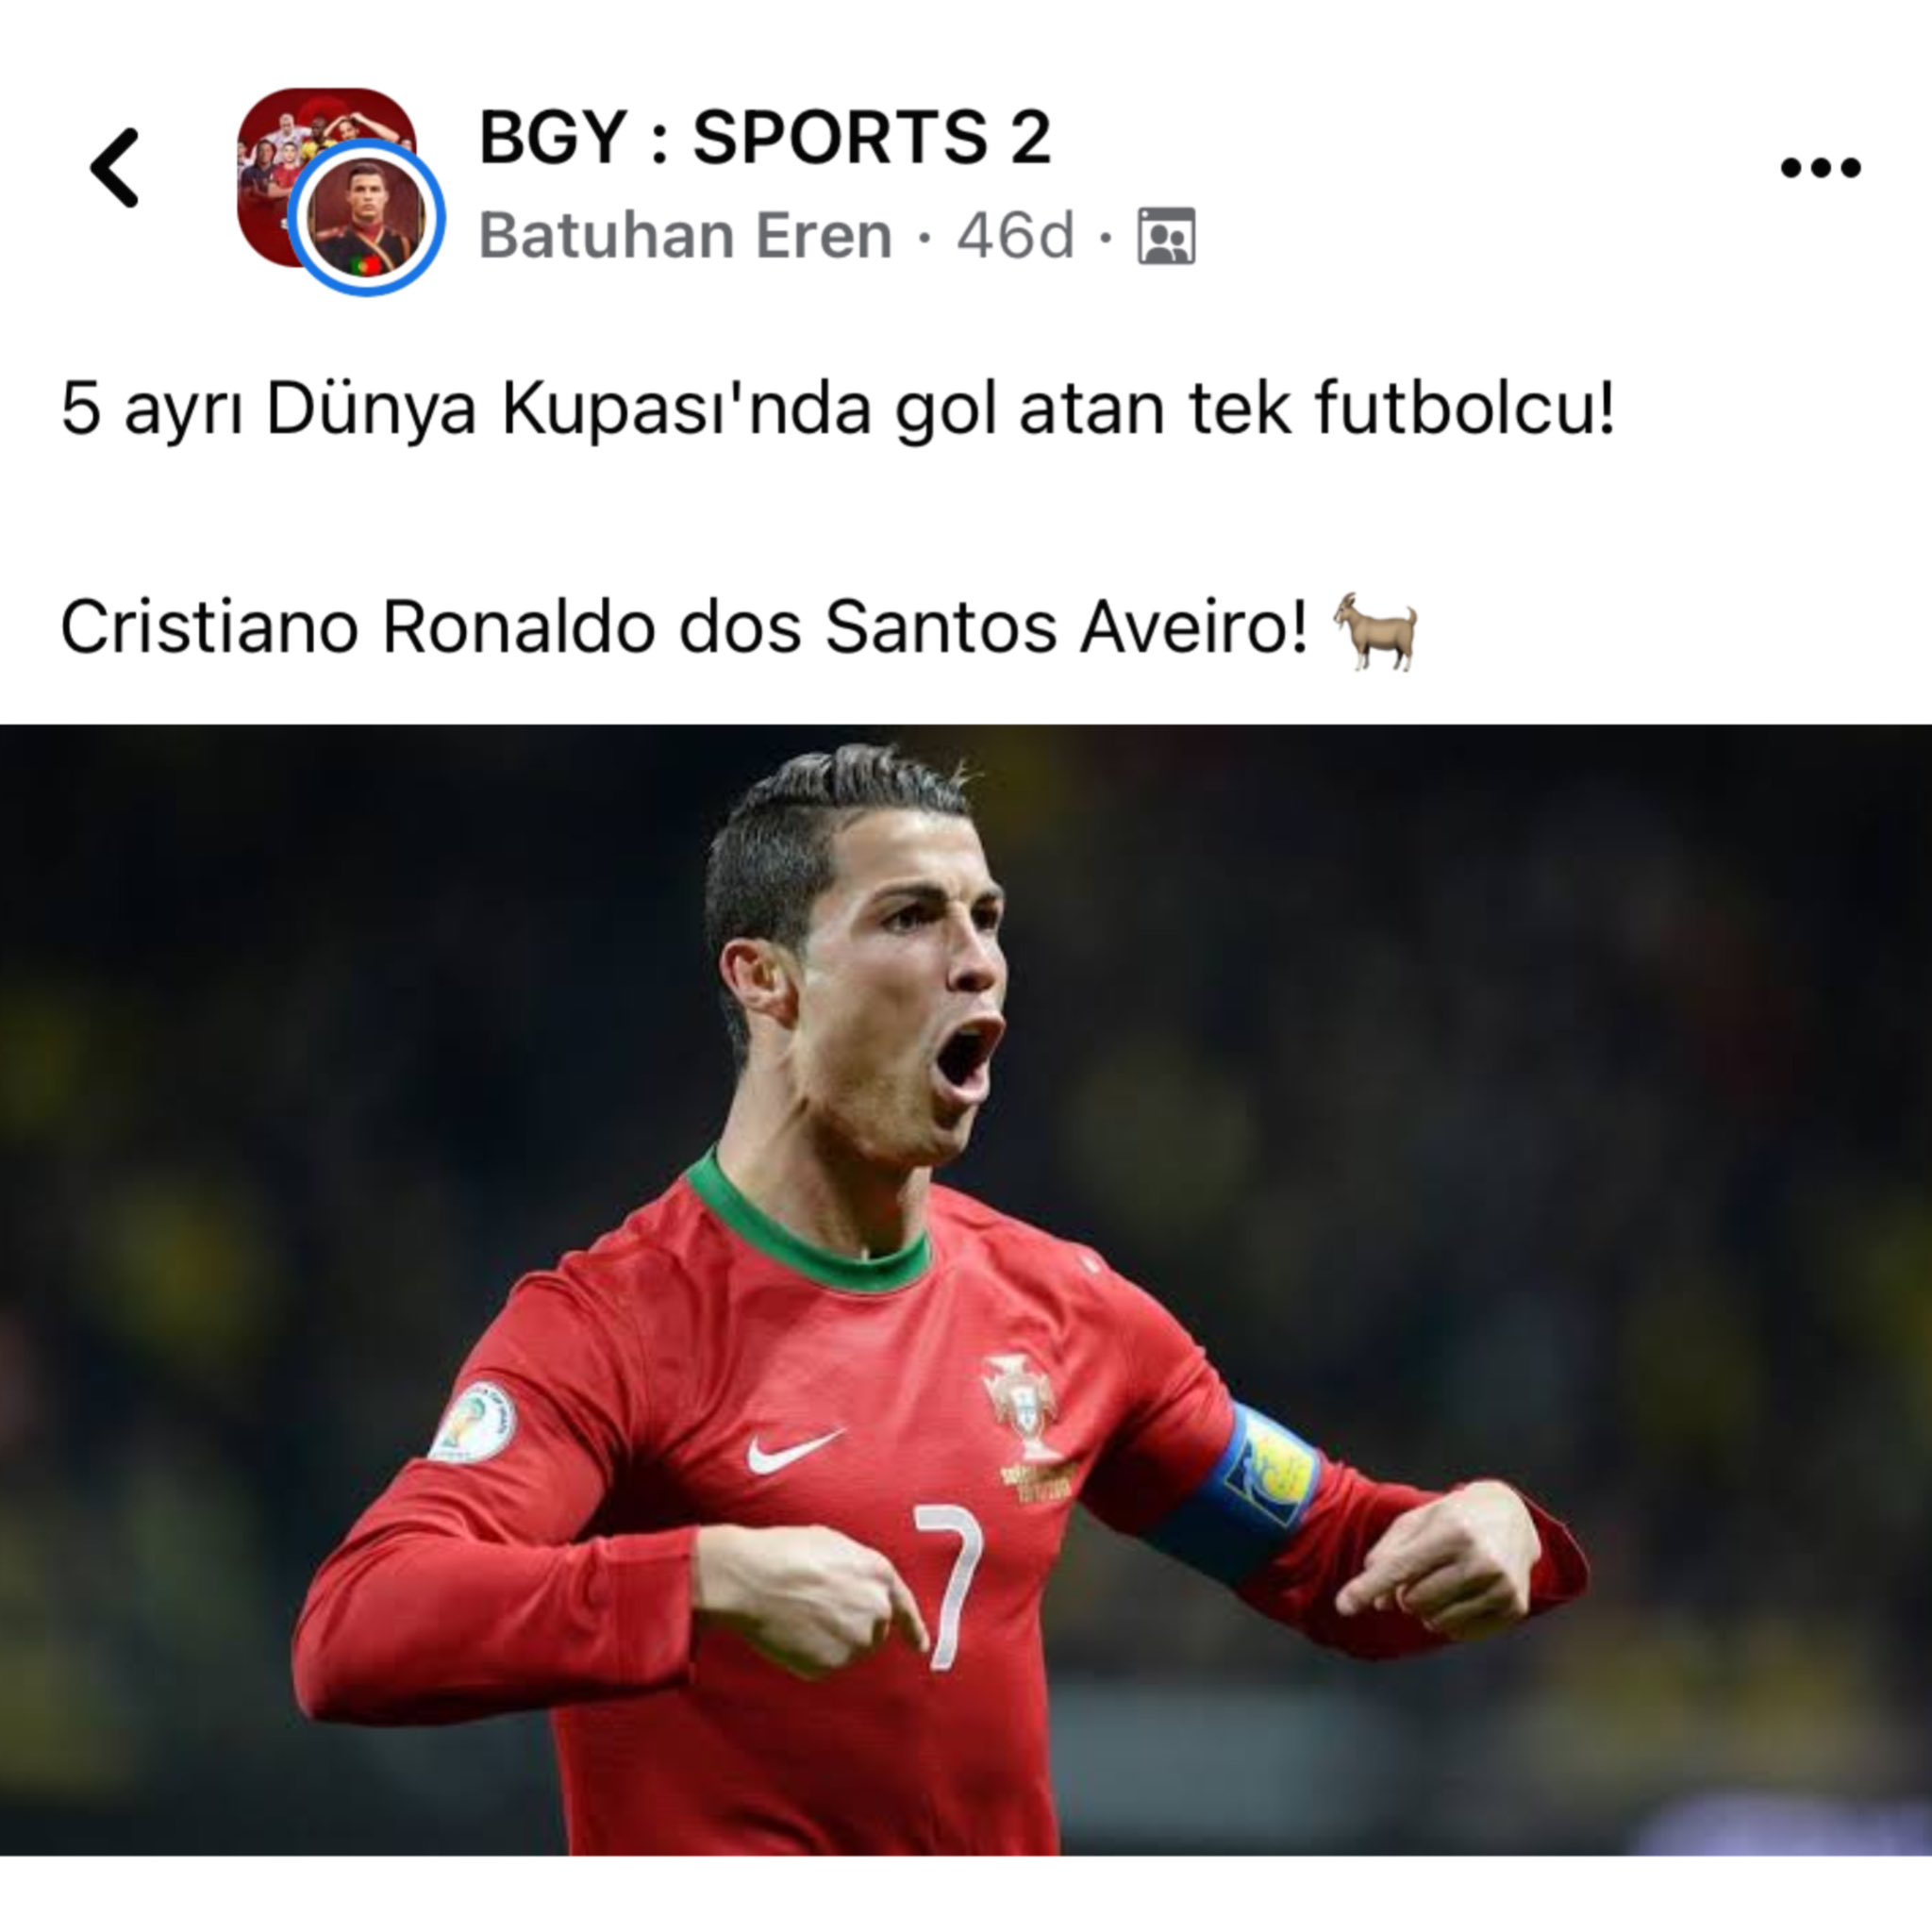 BGY : SPORTS 2
Batuhan Eren · 46d ·
5 ayrı Dünya Kupası'nda gol atan tek futbolcu!
Cristiano Ronaldo dos Santos Aveiro! 🐐
7